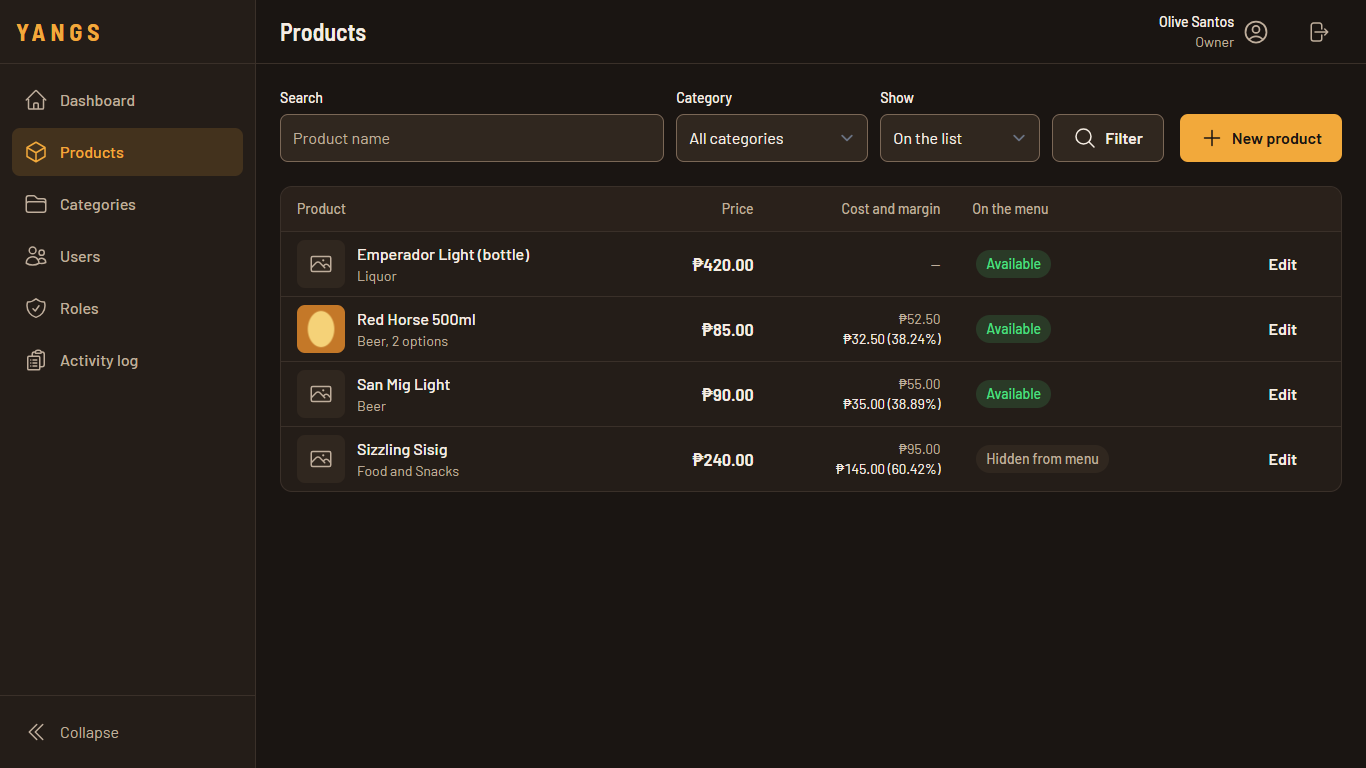 YANGS
Products
Olive Santos
Owner
Dashboard
Products
Categories
Users
Roles
Activity log
Collapse
Search
Category
Show
Product name
All categories
On the list
Filter
New product
Product Price Cost and margin On the menu
Emperador Light (bottle)
Liquor
₱420.00
—
Available
Edit
Red Horse 500ml
Beer, 2 options
₱85.00
₱52.50
₱32.50 (38.24%)
Available
Edit
San Mig Light
Beer
₱90.00
₱55.00
₱35.00 (38.89%)
Available
Edit
Sizzling Sisig
Food and Snacks
₱240.00
₱95.00
₱145.00 (60.42%)
Hidden from menu
Edit